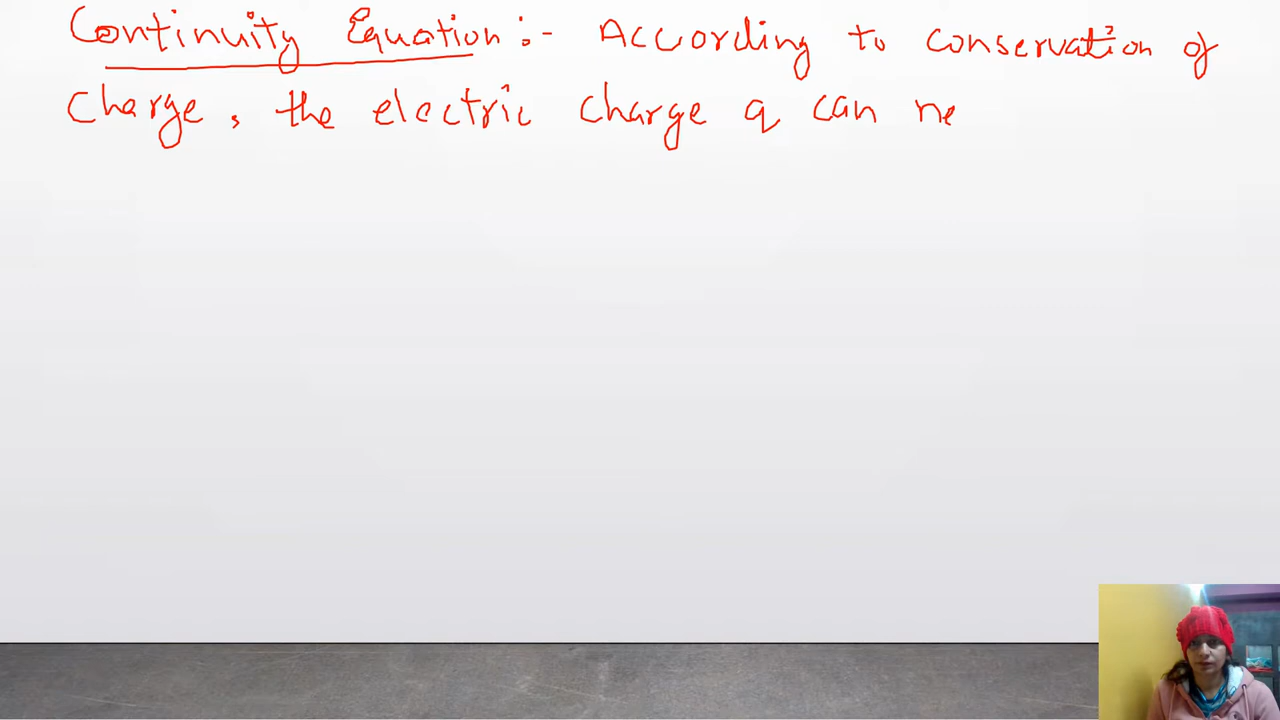 Continuity Equation :- According to conservation of
Charge, the electric charge q can ne